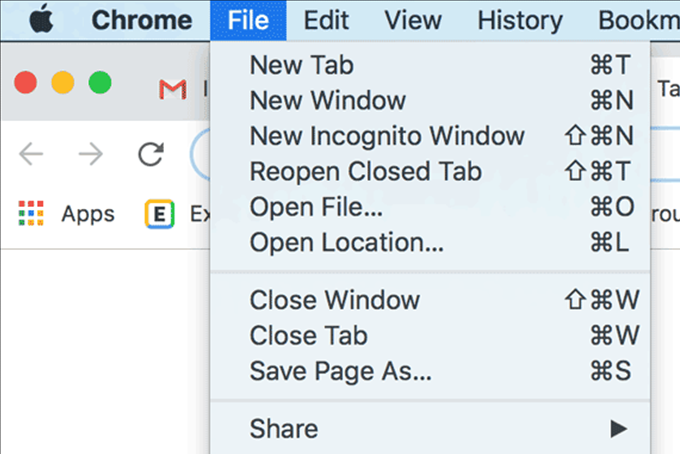 Chrome File Edit View History Bookm
New Tab ⌘T
New Window ⌘N
New Incognito Window ⇧⌘N
Reopen Closed Tab ⇧⌘T
Open File... ⌘O
Open Location... ⌘L
Close Window ⇧⌘W
Close Tab ⌘W
Save Page As... ⌘S
Share ▶
Ta
Apps
E Ex
rou